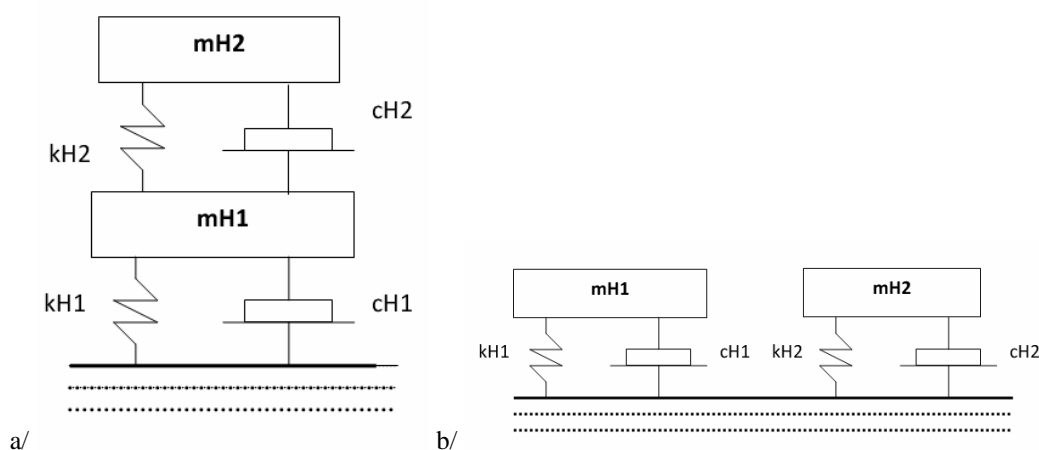 mH2
cH2
kH2
mH1
kH1 cH1
a/
mH1 mH2
kH1 cH1 kH2 cH2
b/